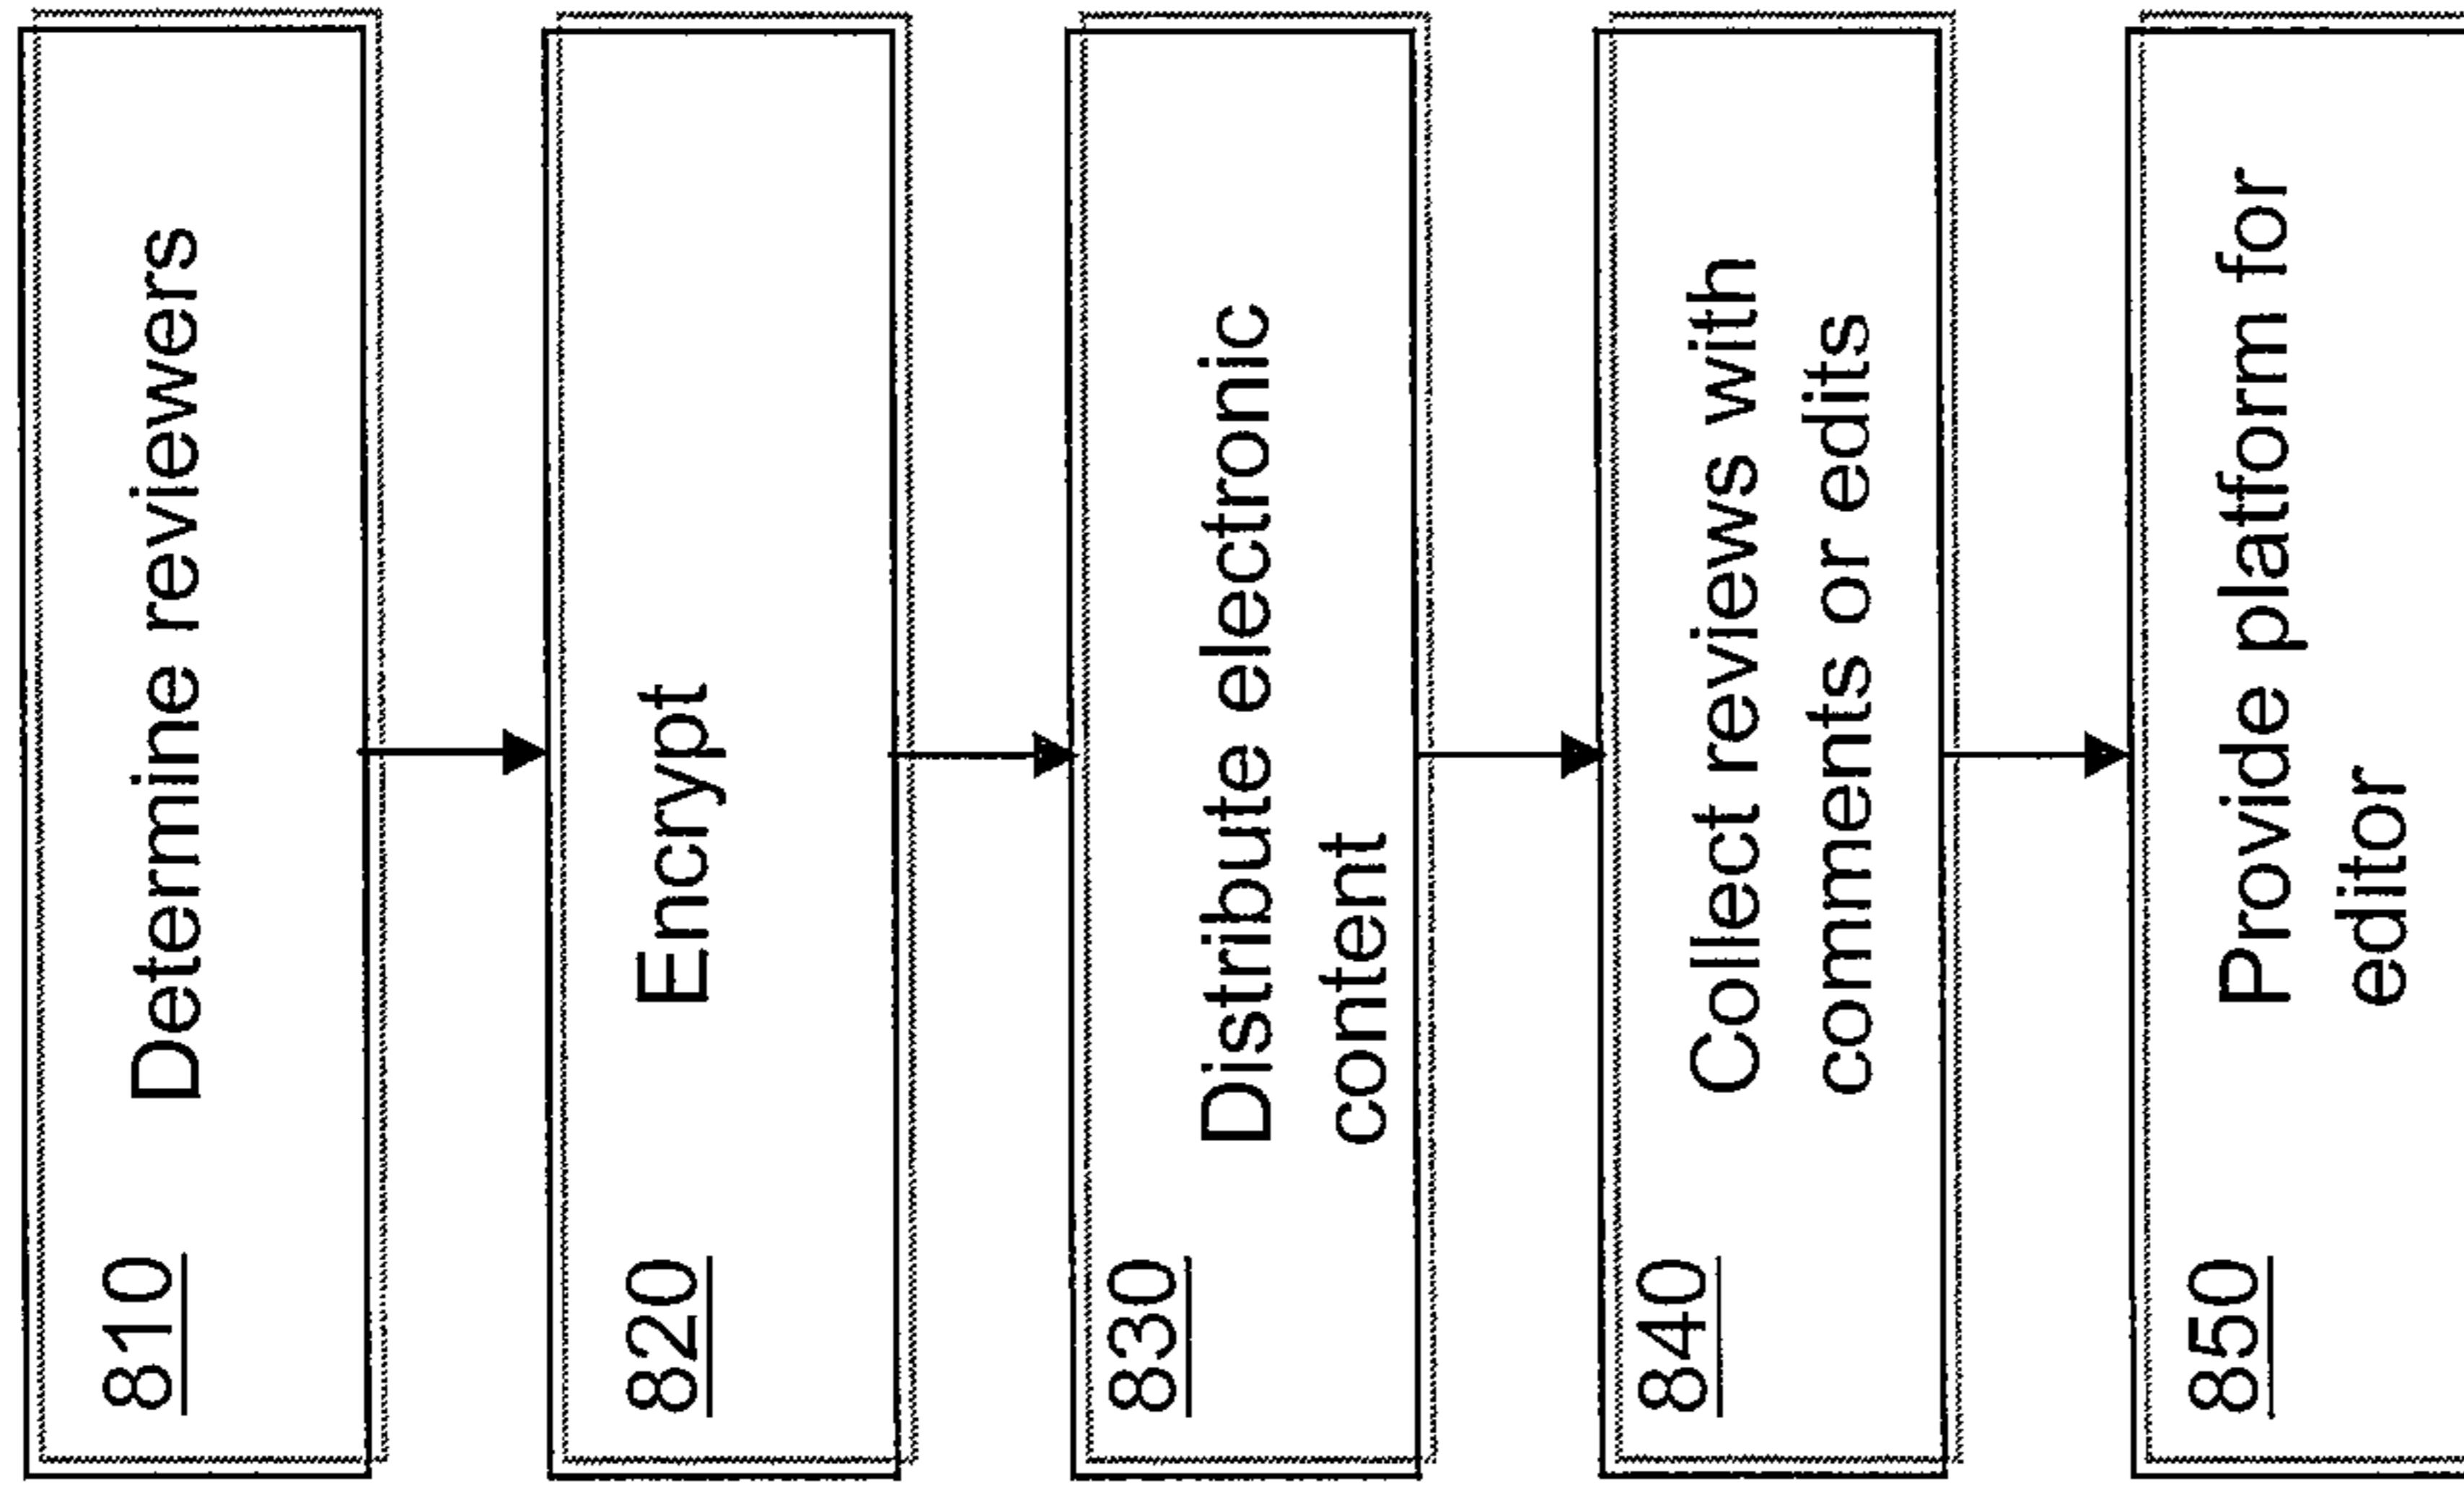 810
Determine reviewers
820
Encrypt
830
Distribute electronic
content
840
Collect reviews with
comments or edits
850
Provide platform for
editor